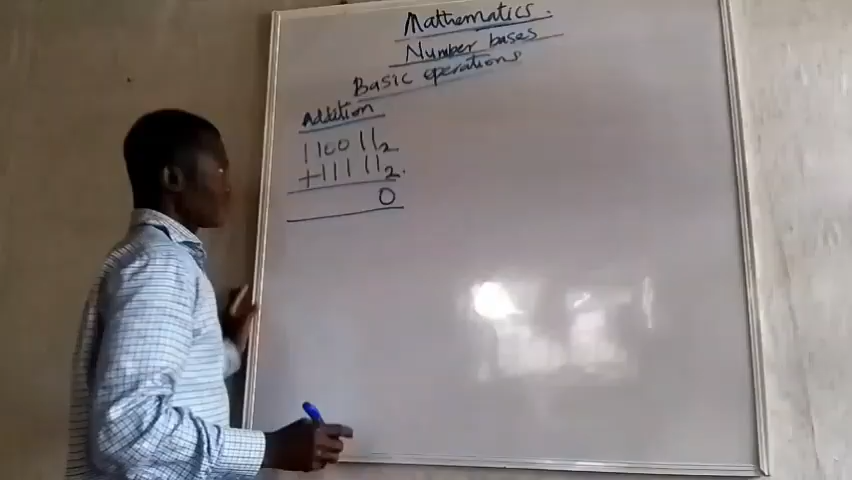 Mathematics.
Number bases
Basic operations
Addition
110011₂
+11111₂.
0